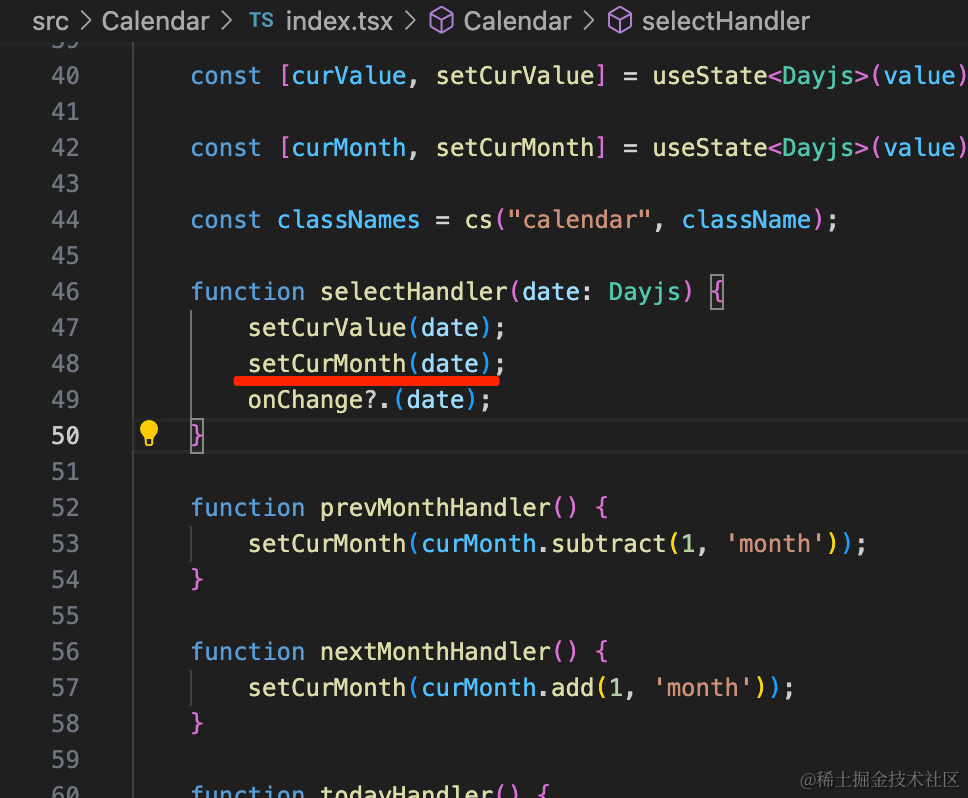 src > Calendar > TS index.tsx > Calendar > selectHandler
39
40 const [curValue, setCurValue] = useState<Dayjs>(value)
41
42 const [curMonth, setCurMonth] = useState<Dayjs>(value)
43
44 const classNames = cs("calendar", className);
45
46 function selectHandler(date: Dayjs) {
47 setCurValue(date);
48 setCurMonth(date);
49 onChange?.(date);
50 }
51
52 function prevMonthHandler() {
53 setCurMonth(curMonth.subtract(1, 'month'));
54 }
55
56 function nextMonthHandler() {
57 setCurMonth(curMonth.add(1, 'month'));
58 }
59
60 function todayHandler() {
@稀土掘金技术社区